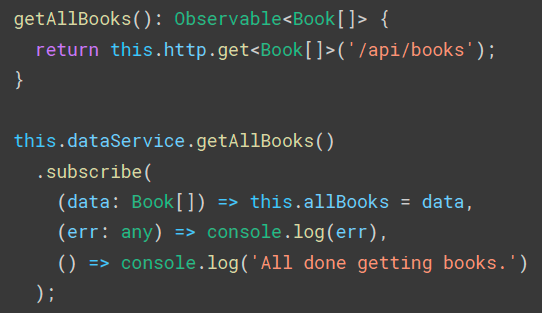 getAllBooks(): Observable<Book[]> {
  return this.http.get<Book[]>('/api/books');
}

this.dataService.getAllBooks()
  .subscribe(
    (data: Book[]) => this.allBooks = data,
    (err: any) => console.log(err),
    () => console.log('All done getting books.')
  );